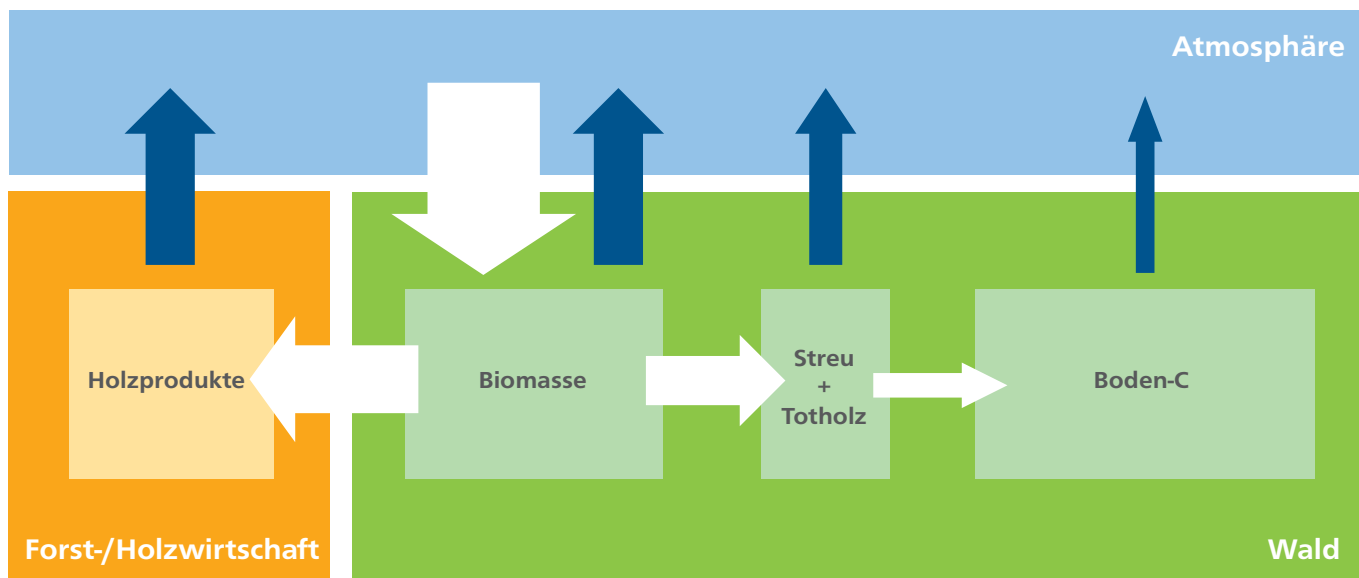 Atmosphäre
Holzprodukte
Biomasse
Streu
+
Totholz
Boden-C
Forst-/Holzwirtschaft
Wald